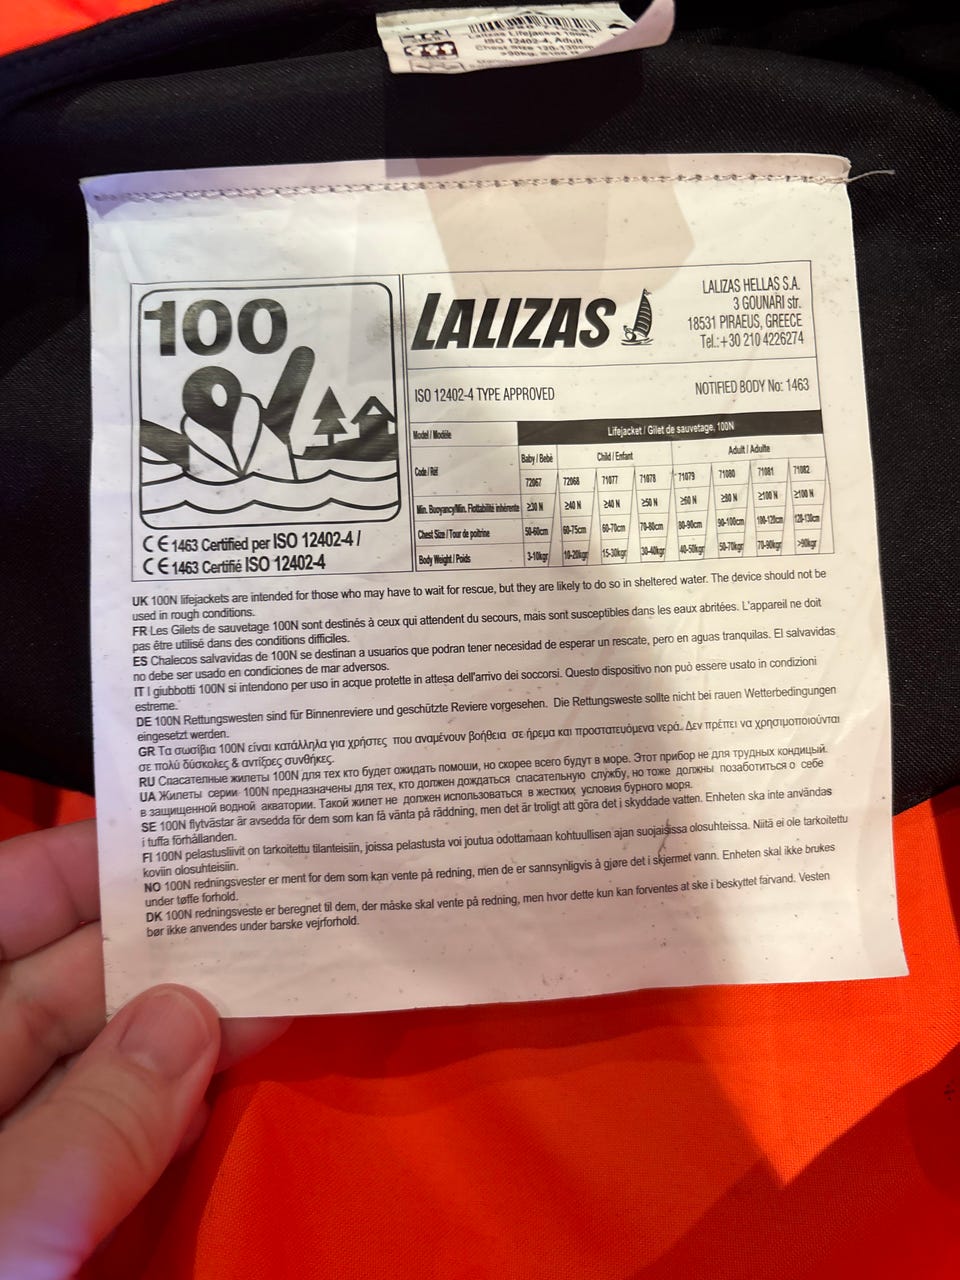 Lalizas Lifejacket 100N,
ISO 12402-4, Adult
Chest Size 120-130cm
>90kg
100
LALIZAS
LALIZAS HELLAS S.A.
3 GOUNARI str.
18531 PIRAEUS, GREECE
Tel.:+30 210 4226274
ISO 12402-4 TYPE APPROVED
NOTIFIED BODY No: 1463
Model / Modèle Lifejacket / Gilet de sauvetage, 100N
Baby / Bebé Child / Enfant Adult / Adulte
Code / Réf 72067 72068 71077 71078 71079 71080 71081 71082
Min. Buoyancy/Min. Flottabilité inhérente ≥30 N ≥40 N ≥40 N ≥50 N ≥60 N ≥80 N ≥100 N ≥100 N
Chest Size / Tour de poitrine 50-60cm 60-75cm 60-70cm 70-80cm 80-90cm 90-100cm 100-120cm 120-130cm
Body Weight / Poids 3-10kgr 10-20kgr 15-30kgr 30-40kgr 40-50kgr 50-70kgr 70-90kgr >90kgr
CE 1463 Certified per ISO 12402-4 /
CE 1463 Certifié ISO 12402-4
UK 100N lifejackets are intended for those who may have to wait for rescue, but they are likely to do so in sheltered water. The device should not be
used in rough conditions.
FR Les Gilets de sauvetage 100N sont destinés à ceux qui attendent du secours, mais sont susceptibles dans les eaux abritées. L'appareil ne doit
pas être utilisé dans des conditions difficiles.
ES Chalecos salvavidas de 100N se destinan a usuarios que podran tener necesidad de esperar un rescate, pero en aguas tranquilas. El salvavidas
no debe ser usado en condiciones de mar adversos.
IT I giubbotti 100N si intendono per uso in acque protette in attesa dell'arrivo dei soccorsi. Questo dispositivo non può essere usato in condizioni
estreme.
DE 100N Rettungswesten sind für Binnenreviere und geschützte Reviere vorgesehen. Die Rettungsweste sollte nicht bei rauen Wetterbedingungen
eingesetzt werden.
GR Τα σωσίβια 100N είναι κατάλληλα για χρήστες που αναμένουν βοήθεια σε ήρεμα και προστατευόμενα νερά. Δεν πρέπει να χρησιμοποιούνται
σε πολύ δύσκολες & αντίξοες συνθήκες.
RU Спасателные жилеты 100N для тех кто будет ожидать помоши, но скорее всего будут в море. Этот прибор не для трудных кондицый.
UA Жилеты серии 100N предназначены для тех, кто должен дождаться спасательную службу, но тоже должны позаботиться о себе
в защищенной водной акватории. Такой жилет не должен использоваться в жестких условия бурного моря.
SE 100N flytvästar är avsedda för dem som kan få vänta på räddning, men det är troligt att göra det i skyddade vatten. Enheten ska inte användas
i tuffa förhållanden.
FI 100N pelastusliivit on tarkoitettu tilanteisiin, joissa pelastusta voi joutua odottamaan kohtuullisen ajan suojaisissa olosuhteissa. Niitä ei ole tarkoitettu
koviin olosuhteisiin.
NO 100N redningsvester er ment for dem som kan vente på redning, men de er sannsynligvis å gjøre det i skjermet vann. Enheten skal ikke brukes
under tøffe forhold.
DK 100N redningsveste er beregnet til dem, der måske skal vente på redning, men hvor dette kun kan forventes at ske i beskyttet farvand. Vesten
bør ikke anvendes under barske vejrforhold.